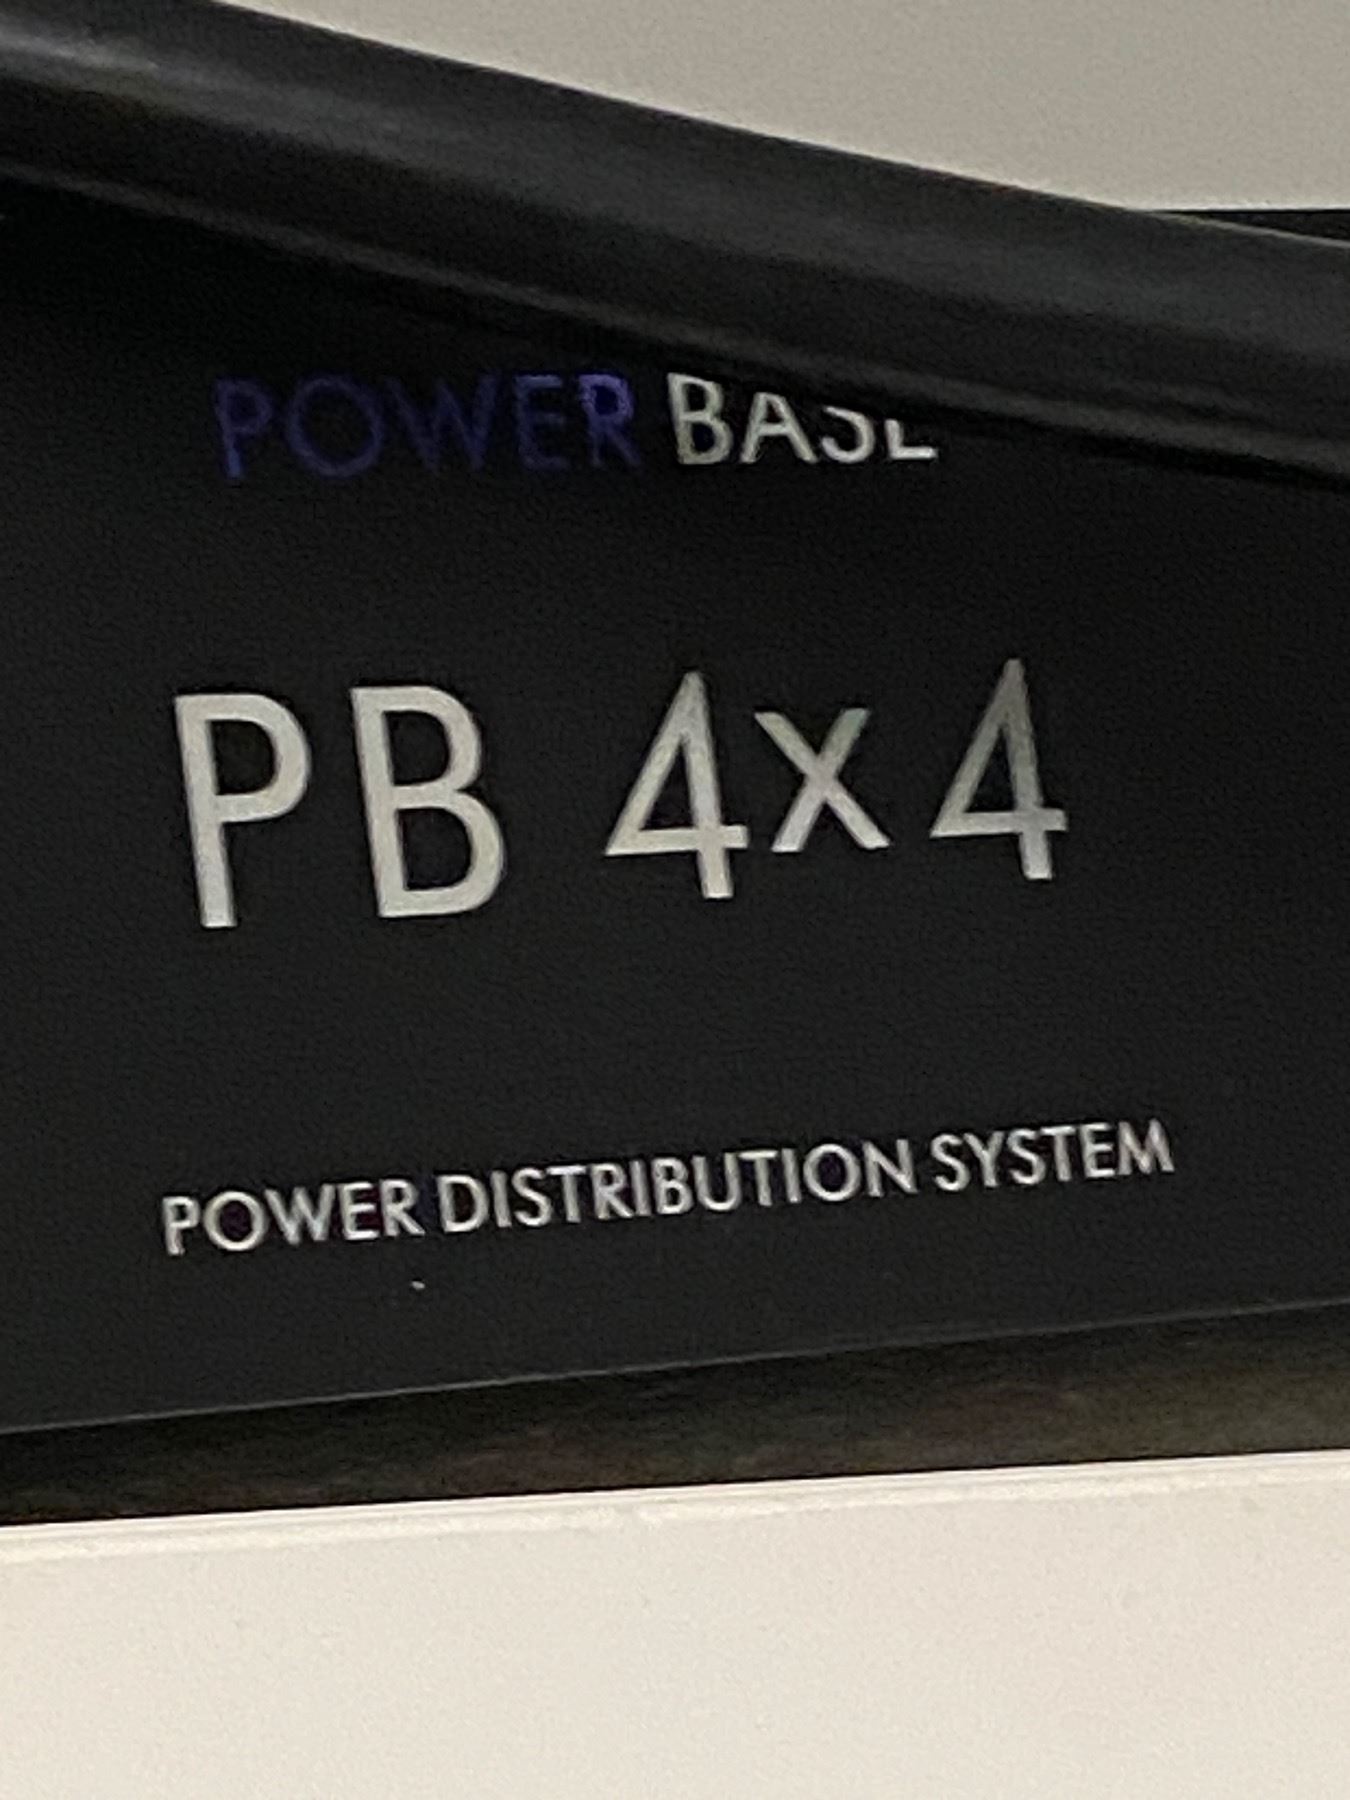 POWER BASE
PB 4x4
POWER DISTRIBUTION SYSTEM